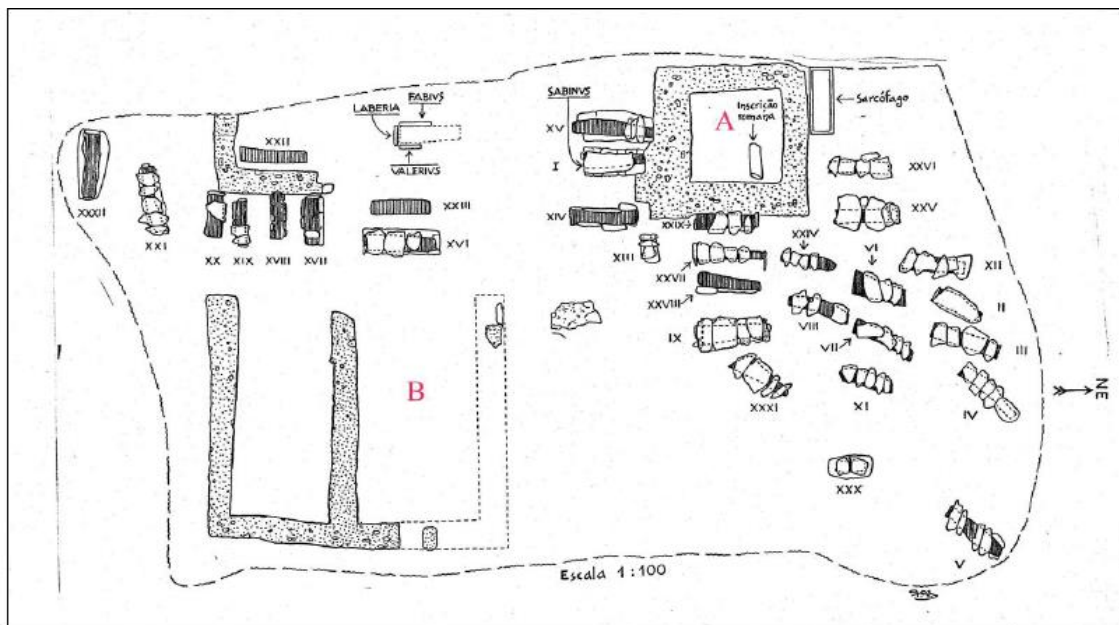 FABIVS
LABERIA
VALERIVS
SABINVS
A
Inscrição
romana
Sarcófago
XV
I
XXII
XXVI
XXXII
XXI
XXIII
XIV
XXIX
XXV
XX
XIX
XVIII
XVII
XVI
XIII
XXIV
VI
XII
XXVII
XXVIII
VIII
II
IX
VII
III
XXXI
XI
IV
NE
B
XXX
V
Escala 1:100